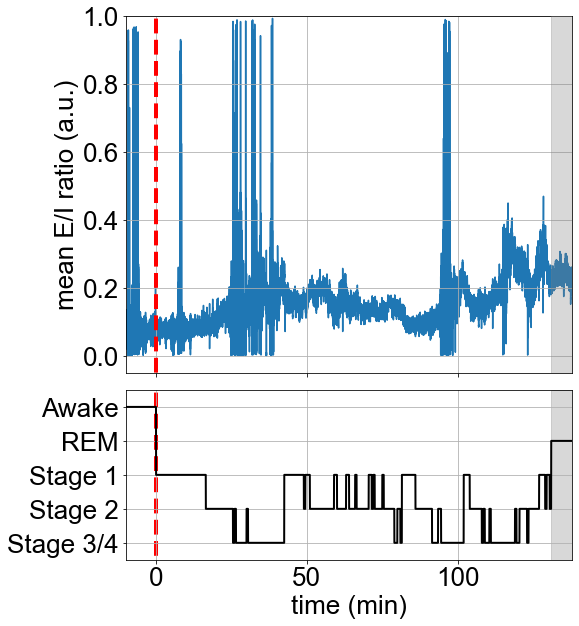 mean E/I ratio (a.u.)
1.0
0.8
0.6
0.4
0.2
0.0
Awake
REM
Stage 1
Stage 2
Stage 3/4
0 50 100
time (min)